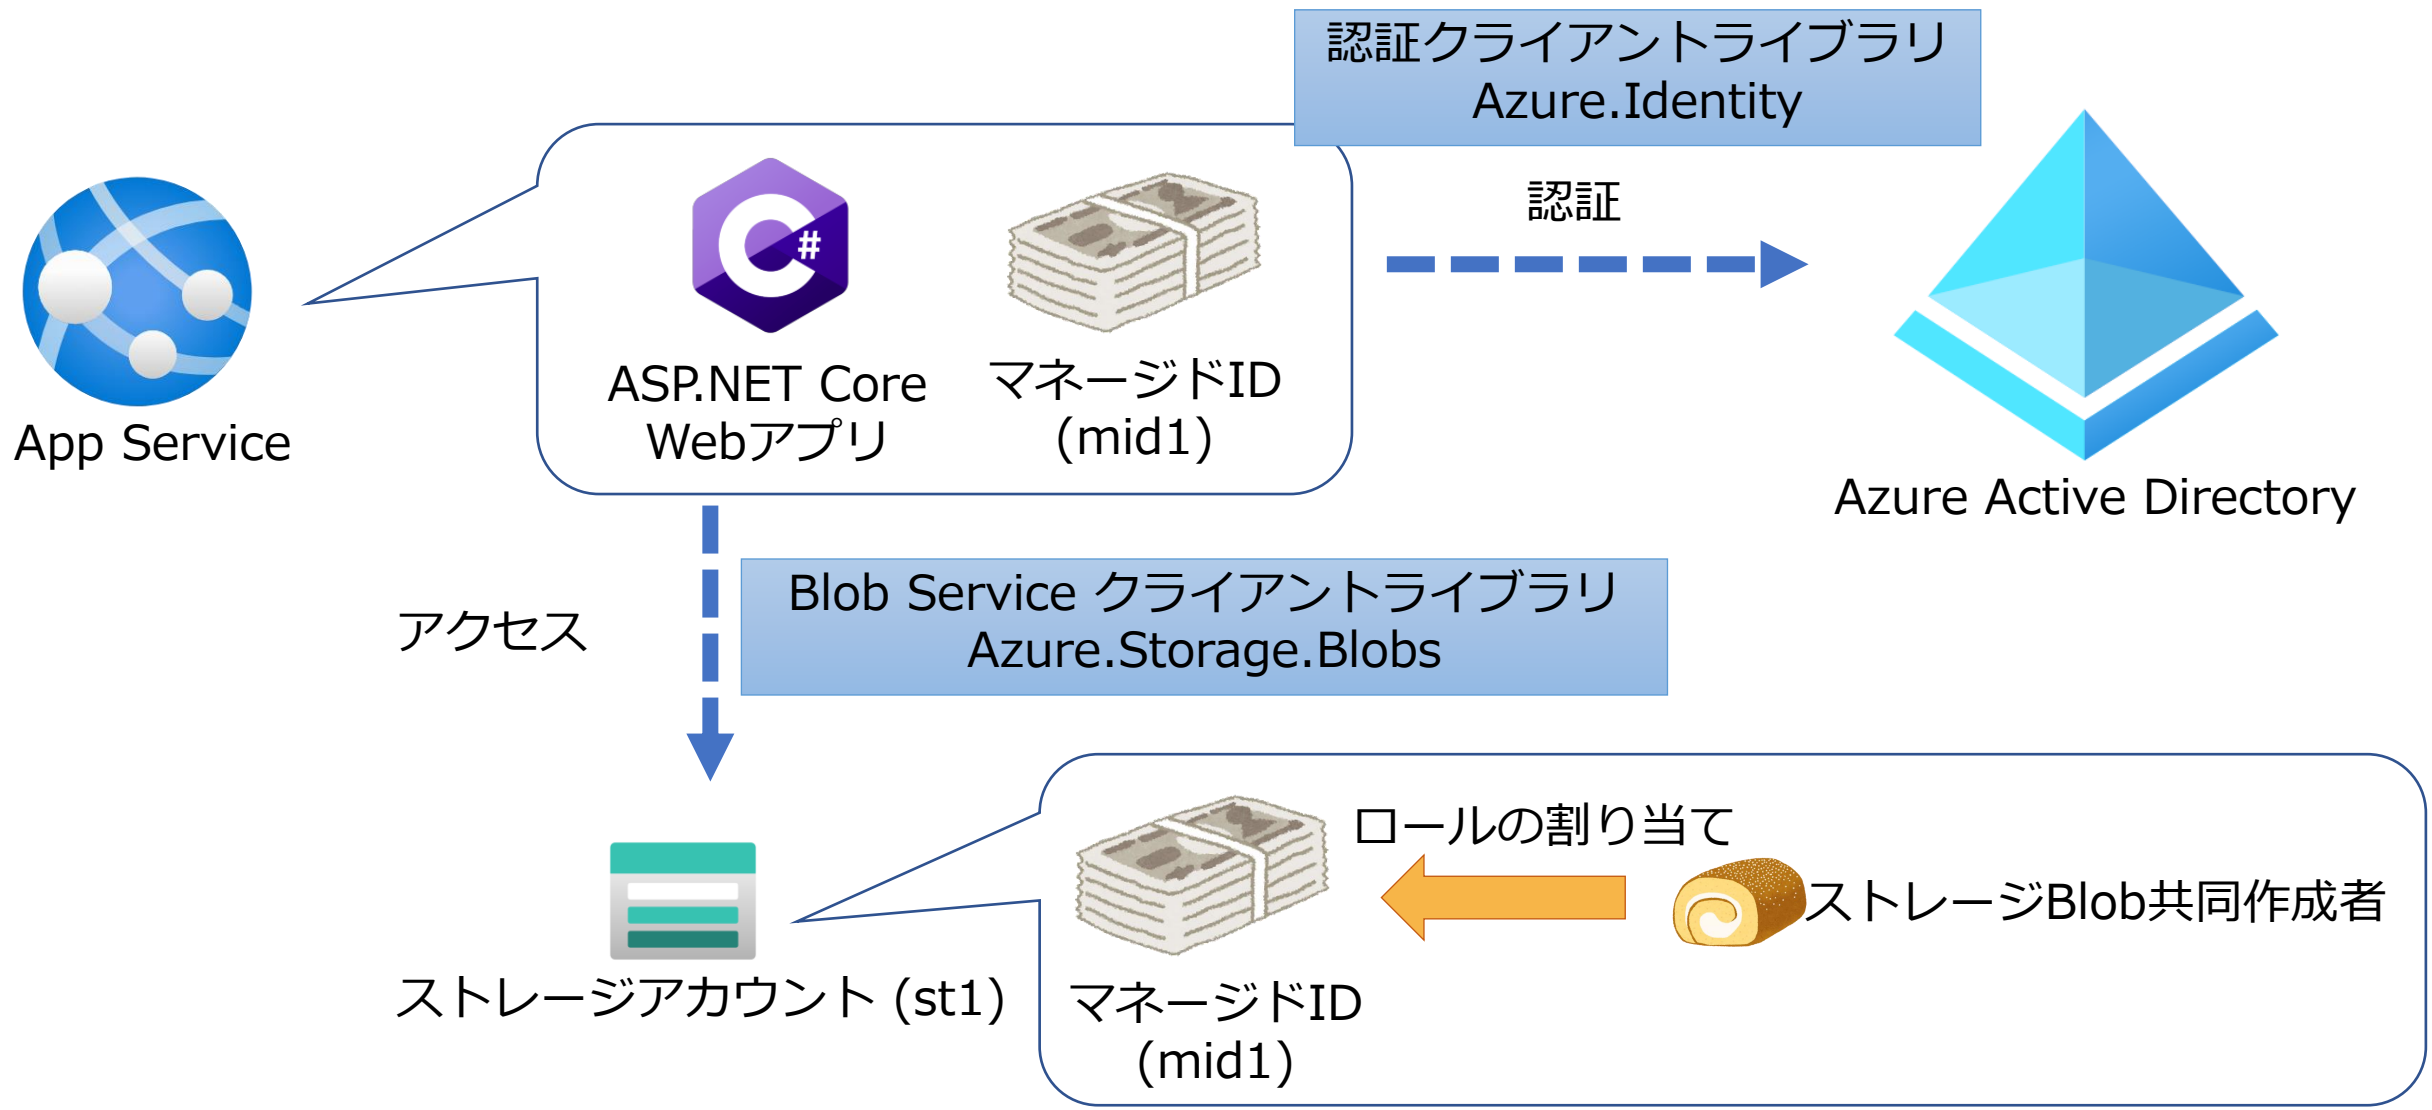 認証クライアントライブラリ
Azure.Identity
認証
App Service
ASP.NET Core
Webアプリ
マネージドID
(mid1)
Azure Active Directory
アクセス
Blob Service クライアントライブラリ
Azure.Storage.Blobs
ストレージアカウント (st1)
マネージドID
(mid1)
ロールの割り当て
ストレージBlob共同作成者